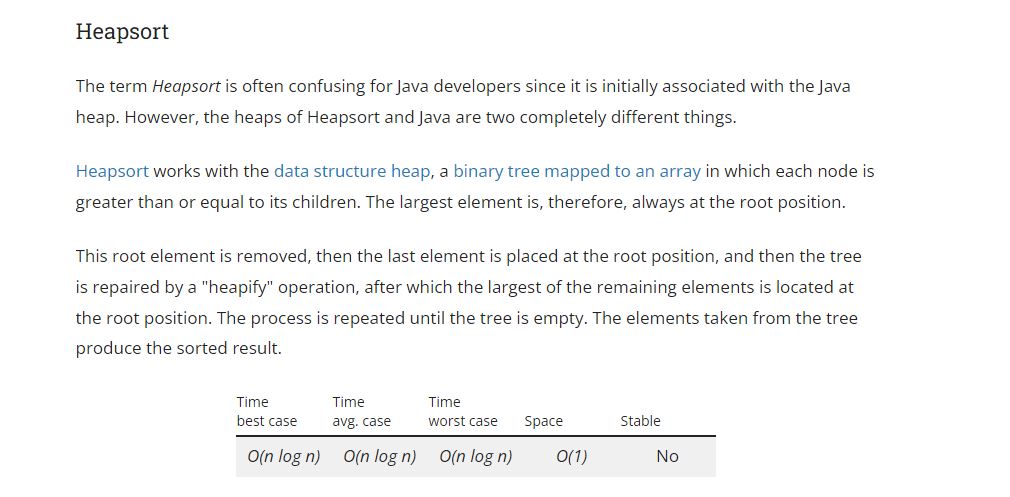 Heapsort
The term Heapsort is often confusing for Java developers since it is initially associated with the Java
heap. However, the heaps of Heapsort and Java are two completely different things.
Heapsort works with the data structure heap, a binary tree mapped to an array in which each node is
greater than or equal to its children. The largest element is, therefore, always at the root position.
This root element is removed, then the last element is placed at the root position, and then the tree
is repaired by a "heapify" operation, after which the largest of the remaining elements is located at
the root position. The process is repeated until the tree is empty. The elements taken from the tree
produce the sorted result.
Time Time Time
best case avg. case worst case Space Stable
O(n log n) O(n log n) O(n log n) O(1) No